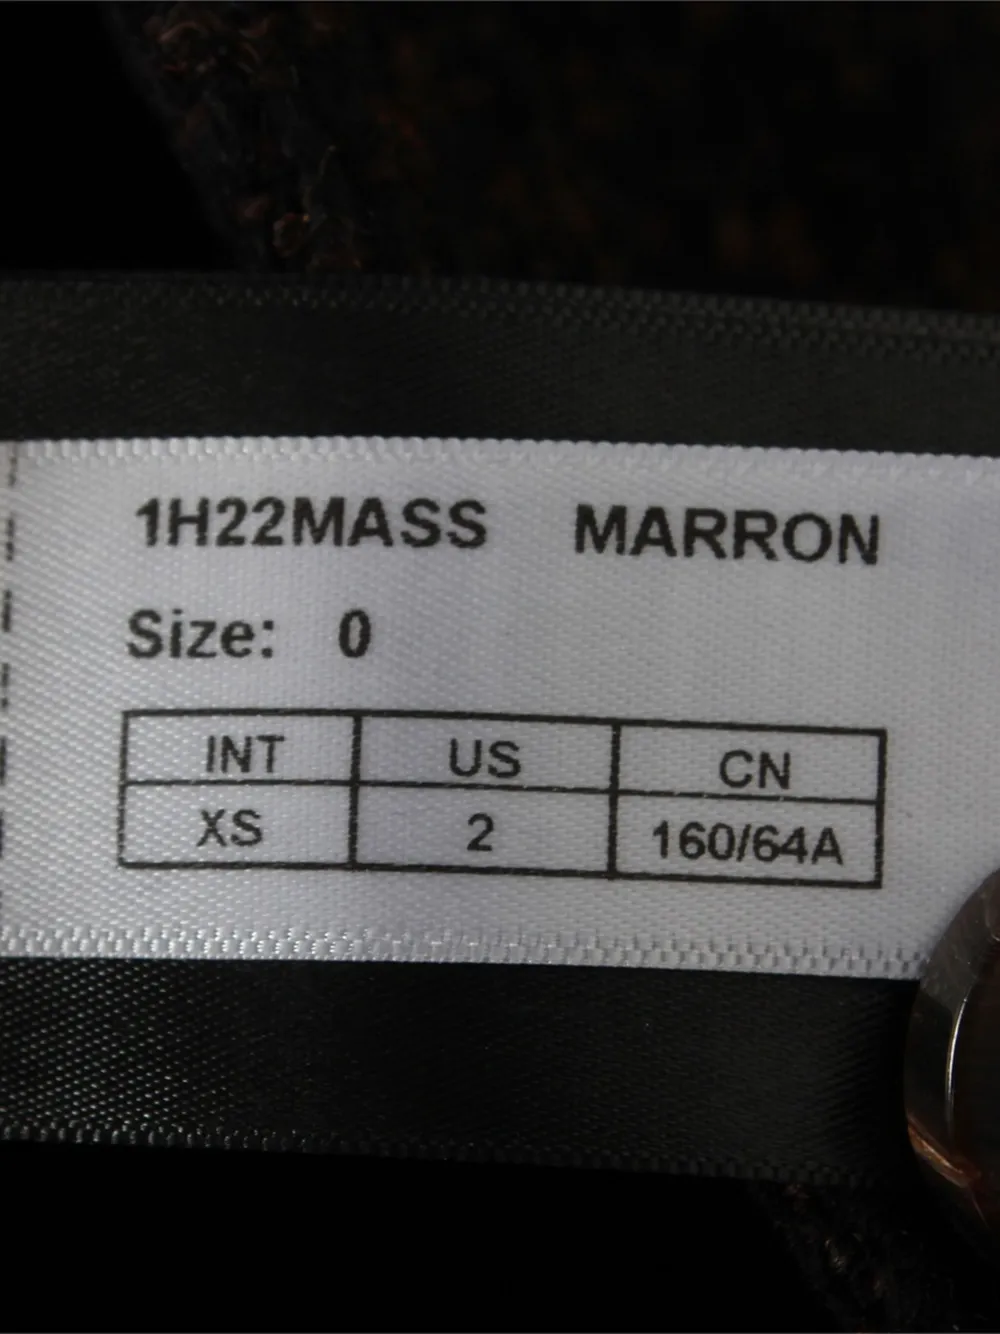 1H22MASS MARRON
Size: 0
INT US CN
XS 2 160/64A